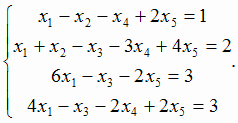 x₁ − x₂ − x₄ + 2x₅ = 1
x₁ + x₂ − x₃ − 3x₄ + 4x₅ = 2
6x₁ − x₃ − 2x₅ = 3
4x₁ − x₃ − 2x₄ + 2x₅ = 3
.